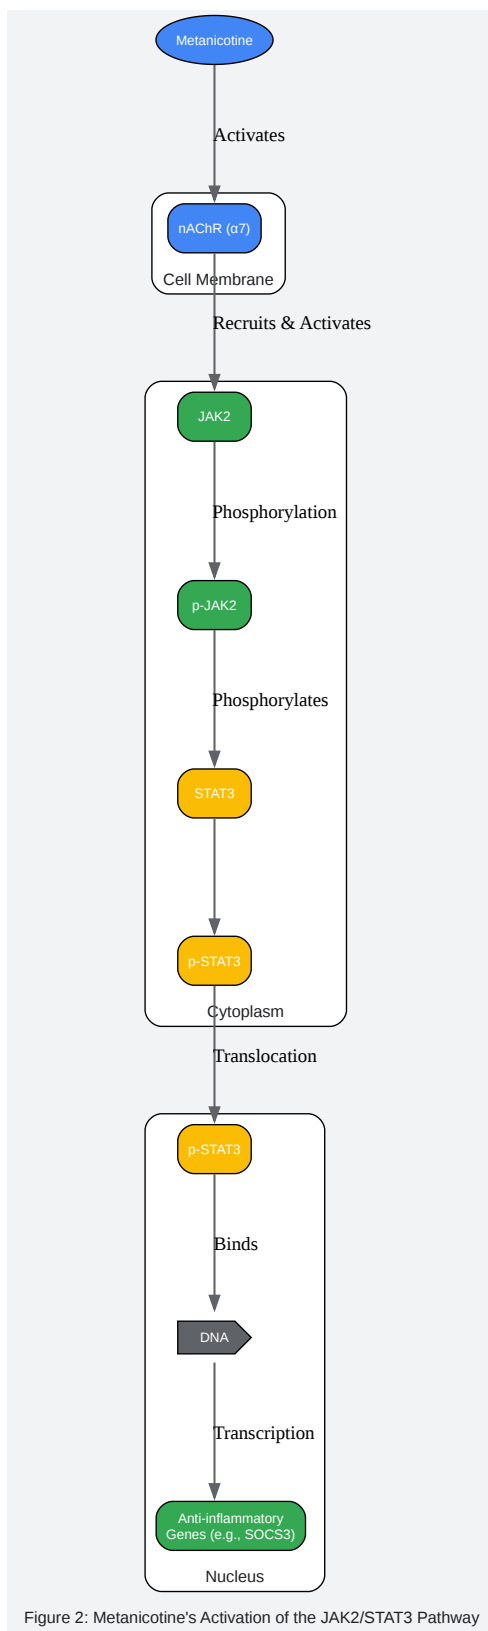 Metanicotine
Activates
nAChR (α7)
Cell Membrane
Recruits & Activates
JAK2
Phosphorylation
p-JAK2
Phosphorylates
STAT3
p-STAT3
Cytoplasm
Translocation
p-STAT3
Binds
DNA
Transcription
Anti-inflammatory
Genes (e.g., SOCS3)
Nucleus
Figure 2: Metanicotine's Activation of the JAK2/STAT3 Pathway